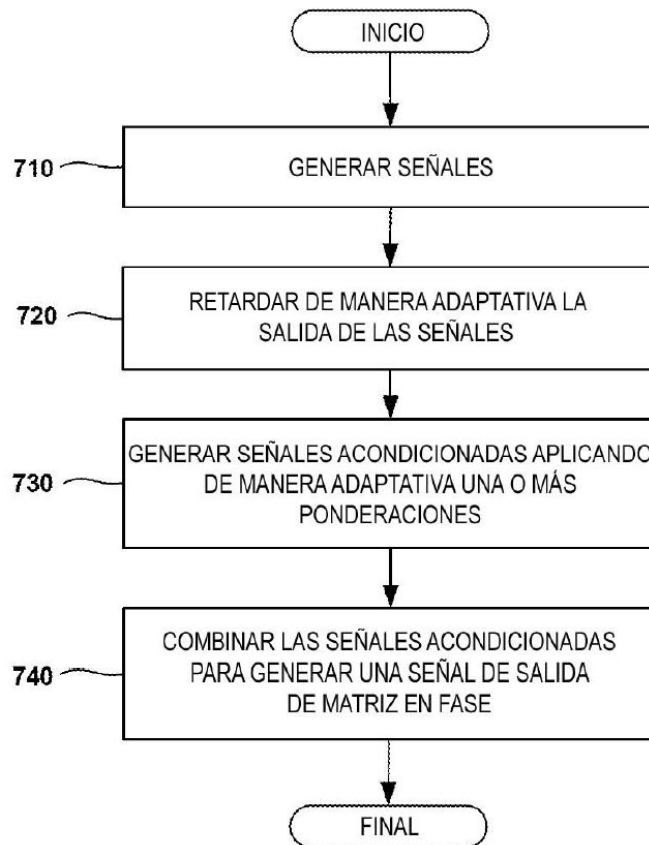 INICIO
710
GENERAR SEÑALES
720
RETARDAR DE MANERA ADAPTATIVA LA
SALIDA DE LAS SEÑALES
730
GENERAR SEÑALES ACONDICIONADAS APLICANDO
DE MANERA ADAPTATIVA UNA O MÁS
PONDERACIONES
740
COMBINAR LAS SEÑALES ACONDICIONADAS
PARA GENERAR UNA SEÑAL DE SALIDA
DE MATRIZ EN FASE
FINAL